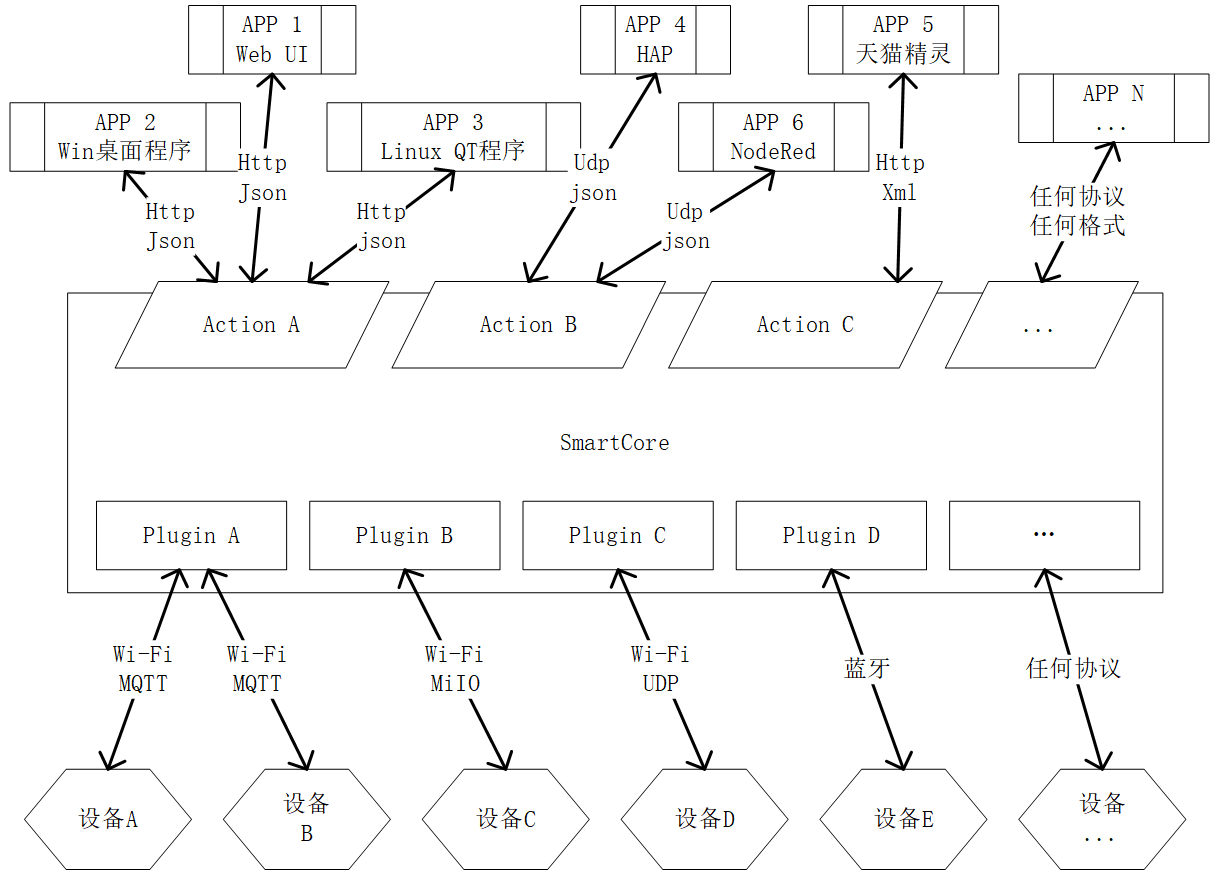 APP 1
Web UI
APP 4
HAP
APP 5
天猫精灵
APP N
...
APP 2
Win桌面程序
APP 3
Linux QT程序
APP 6
NodeRed
Http
Json
Http
Json
Http
json
Udp
json
Udp
json
Http
Xml
任何协议
任何格式
Action A
Action B
Action C
...
SmartCore
Plugin A
Plugin B
Plugin C
Plugin D
…
Wi-Fi
MQTT
Wi-Fi
MQTT
Wi-Fi
MiIO
Wi-Fi
UDP
蓝牙
任何协议
设备A
设备
B
设备C
设备D
设备E
设备
...